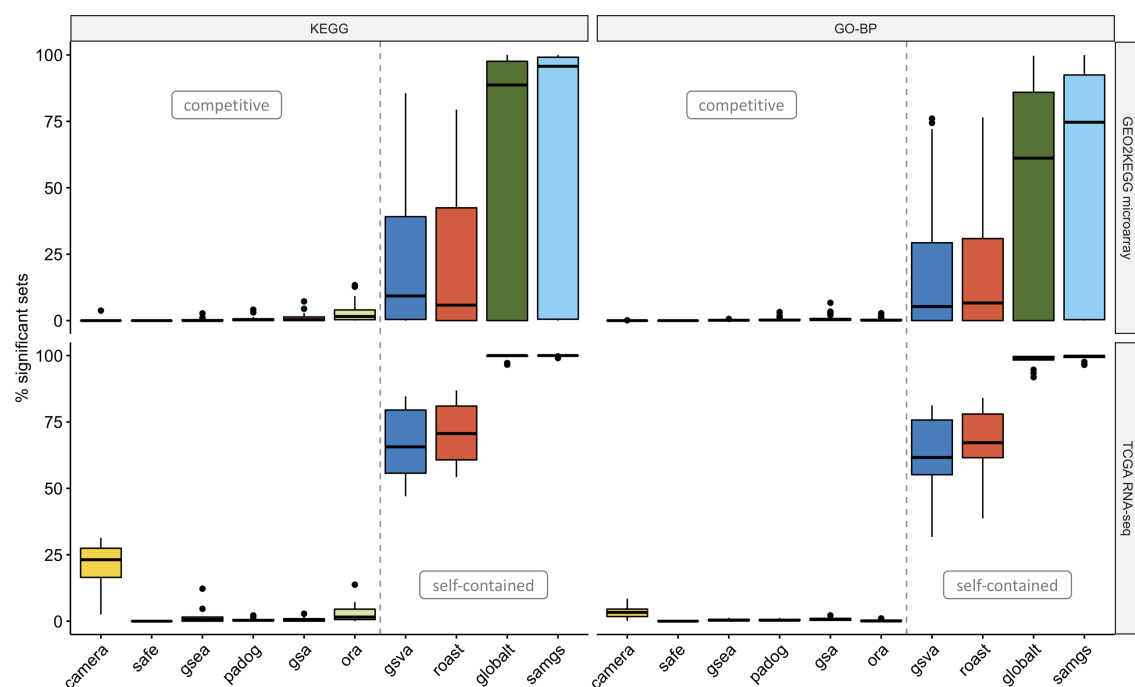 KEGG
GO-BP
% significant sets
100
75
50
25
0
competitive
competitive
GEO2KEGG microarray
100
75
50
25
0
self-contained
self-contained
TCGA RNA-seq
camera
safe
gsea
padog
gsa
ora
gsva
roast
globalt
samgs
camera
safe
gsea
padog
gsa
ora
gsva
roast
globalt
samgs